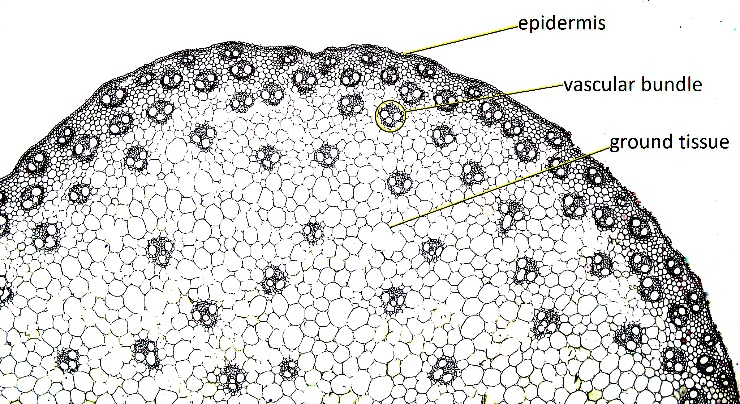 epidermis
vascular bundle
ground tissue